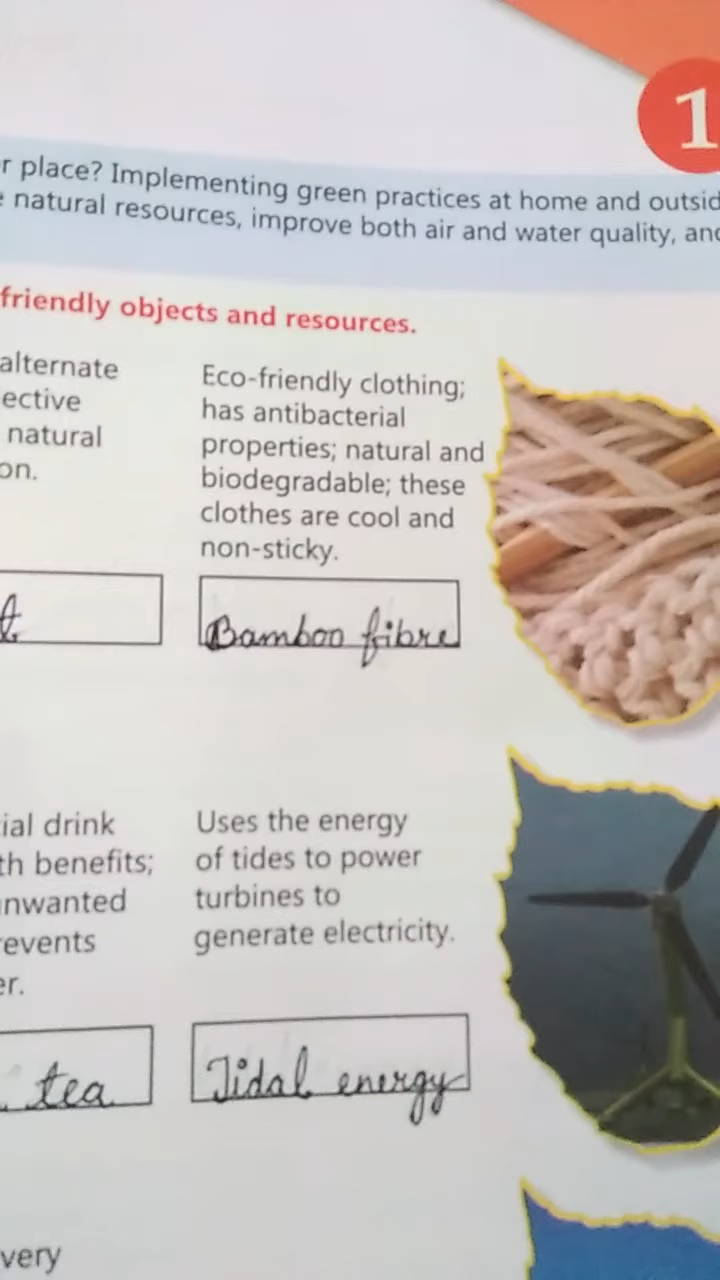 1
r place? Implementing green practices at home and outsid
natural resources, improve both air and water quality, and
friendly objects and resources.
alternate
ective
natural
on.
Eco-friendly clothing;
has antibacterial
properties; natural and
biodegradable; these
clothes are cool and
non-sticky.
t
Bamboo fibre
ial drink
th benefits;
nwanted
events
er.
Uses the energy
of tides to power
turbines to
generate electricity.
tea
Tidal energy
very